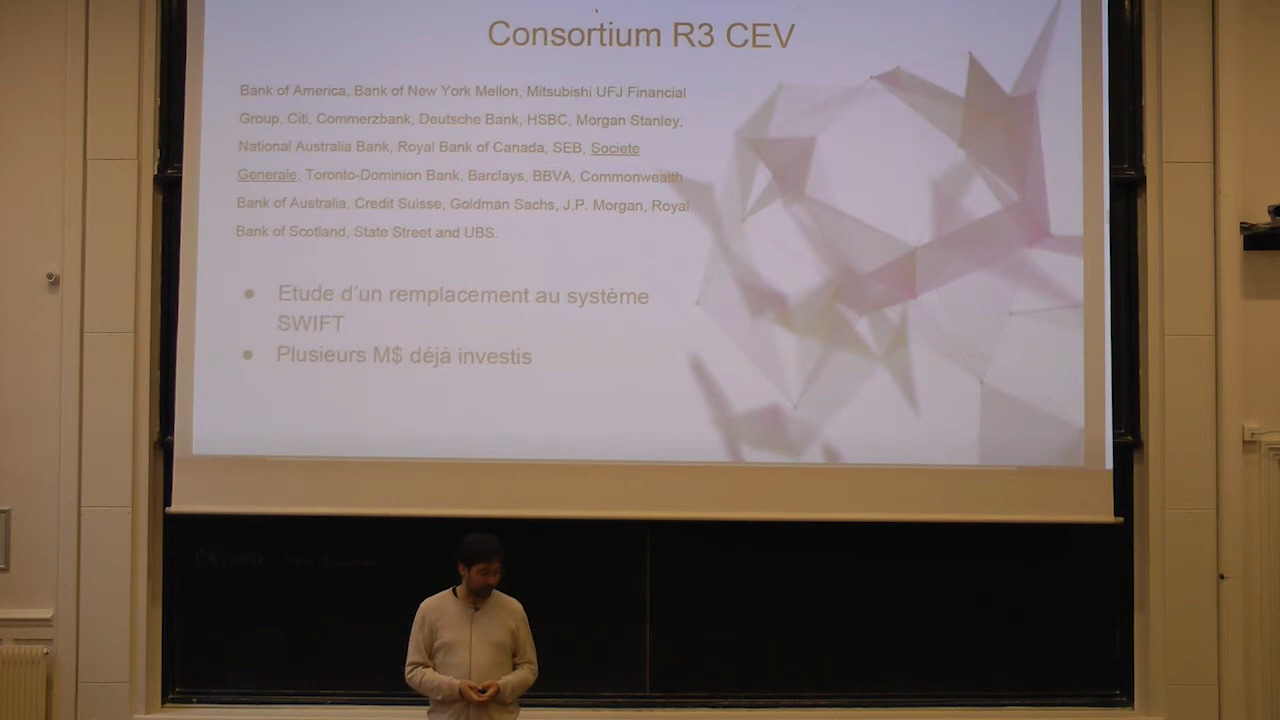 Consortium R3 CEV
Bank of America, Bank of New York Mellon, Mitsubishi UFJ Financial
Group, Citi, Commerzbank, Deutsche Bank, HSBC, Morgan Stanley,
National Australia Bank, Royal Bank of Canada, SEB, Societe
Generale, Toronto-Dominion Bank, Barclays, BBVA, Commonwealth
Bank of Australia, Credit Suisse, Goldman Sachs, J.P. Morgan, Royal
Bank of Scotland, State Street and UBS.
● Etude d'un remplacement au système
SWIFT
● Plusieurs M$ déjà investis